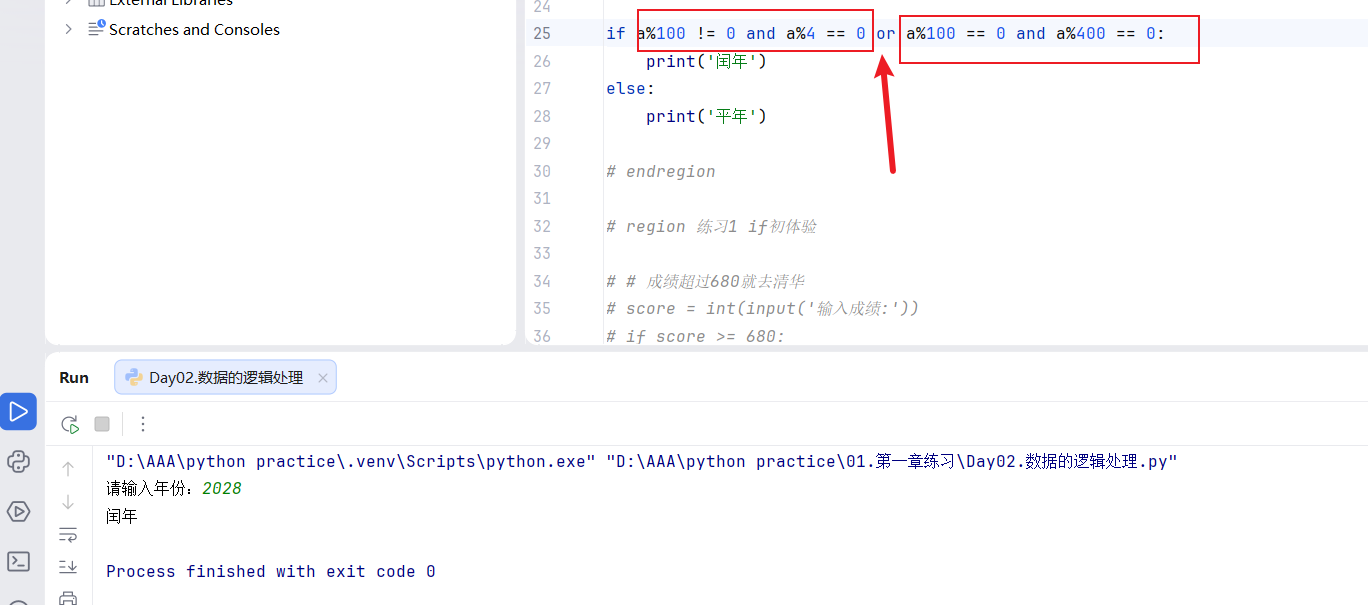 External Libraries
Scratches and Consoles
24
25 if a%100 != 0 and a%4 == 0 or a%100 == 0 and a%400 == 0:
26 print('闰年')
27 else:
28 print('平年')
29
30 # endregion
31
32 # region 练习1 if初体验
33
34 # # 成绩超过680就去清华
35 # score = int(input('输入成绩:'))
36 # if score >= 680:
Run Day02.数据的逻辑处理
"D:\AAA\python practice\.venv\Scripts\python.exe" "D:\AAA\python practice\01.第一章练习\Day02.数据的逻辑处理.py"
请输入年份：2028
闰年
Process finished with exit code 0